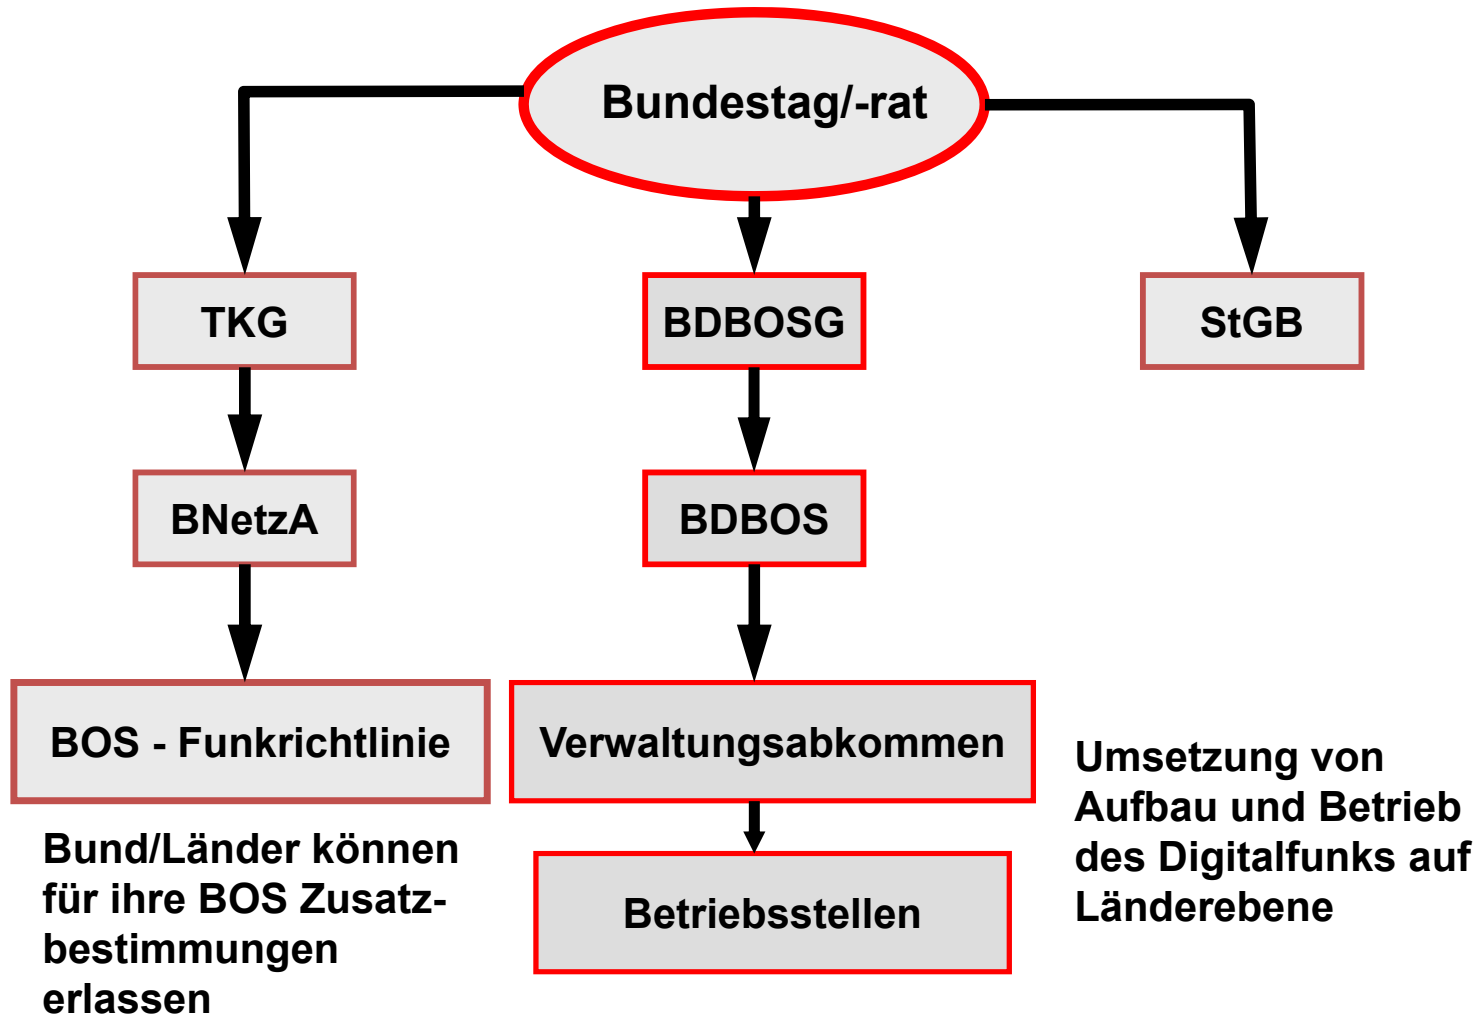 Bundestag/-rat
TKG
BDBOSG
StGB
BNetzA
BDBOS
BOS - Funkrichtlinie
Verwaltungsabkommen
Umsetzung von
Aufbau und Betrieb
des Digitalfunks auf
Länderebene
Bund/Länder können
für ihre BOS Zusatz-
bestimmungen
erlassen
Betriebsstellen